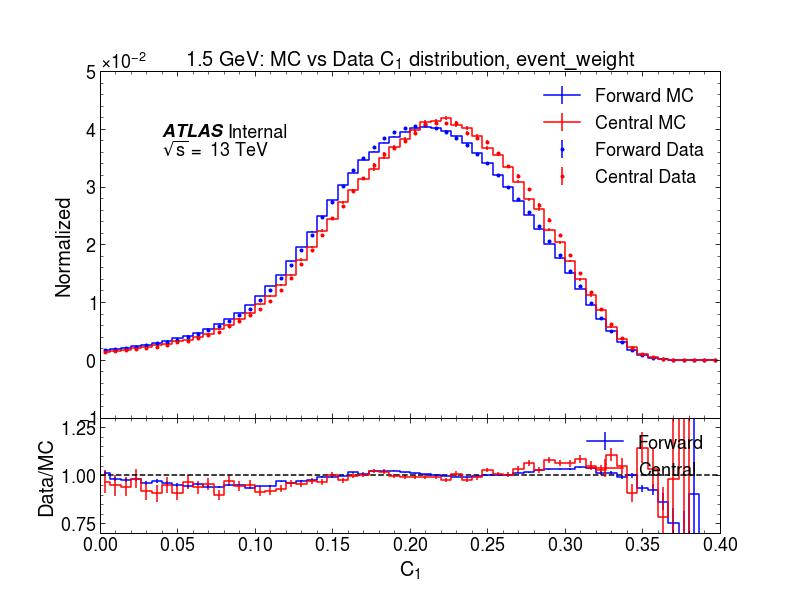 ×10⁻²
1.5 GeV: MC vs Data C₁ distribution, event_weight
5
4
3
2
1
0
−1
Normalized
ATLAS Internal
√s = 13 TeV
Forward MC
Central MC
Forward Data
Central Data
1.25
1.00
0.75
Data/MC
Forward
Central
0.00 0.05 0.10 0.15 0.20 0.25 0.30 0.35 0.40
C₁